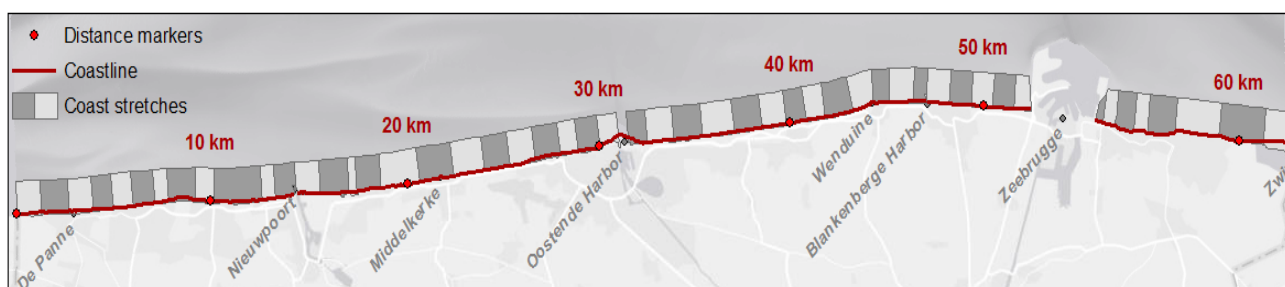 Distance markers
Coastline
Coast stretches
10 km
20 km
30 km
40 km
50 km
60 km
De Panne
Nieuwpoort
Middelkerke
Oostende Harbor
Wenduine
Blankenberge Harbor
Zeebrugge
Zwi